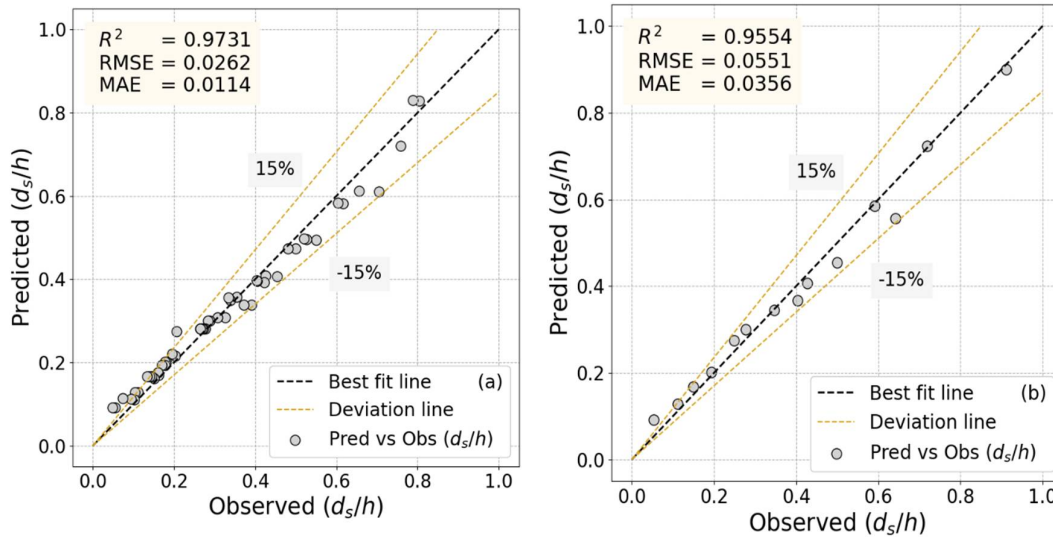 R² = 0.9731
RMSE = 0.0262
MAE = 0.0114
15%
-15%
Predicted (dₛ/h)
1.0
0.8
0.6
0.4
0.2
0.0
Best fit line (a)
Deviation line
Pred vs Obs (dₛ/h)
0.0 0.2 0.4 0.6 0.8 1.0
Observed (dₛ/h)
R² = 0.9554
RMSE = 0.0551
MAE = 0.0356
15%
-15%
Predicted (dₛ/h)
1.0
0.8
0.6
0.4
0.2
0.0
Best fit line (b)
Deviation line
Pred vs Obs (dₛ/h)
0.0 0.2 0.4 0.6 0.8 1.0
Observed (dₛ/h)